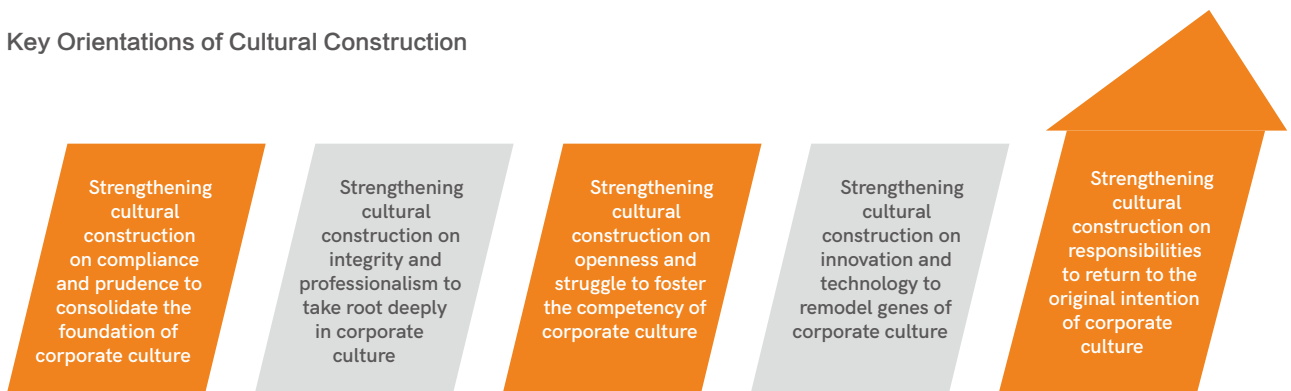 Key Orientations of Cultural Construction
Strengthening
cultural
construction
on compliance
and prudence to
consolidate the
foundation of
corporate culture
Strengthening
cultural
construction on
integrity and
professionalism to
take root deeply
in corporate
culture
Strengthening
cultural
construction on
openness and
struggle to foster
the competency of
corporate culture
Strengthening
cultural
construction on
innovation and
technology to
remodel genes of
corporate culture
Strengthening
cultural
construction on
responsibilities
to return to the
original intention
of corporate
culture